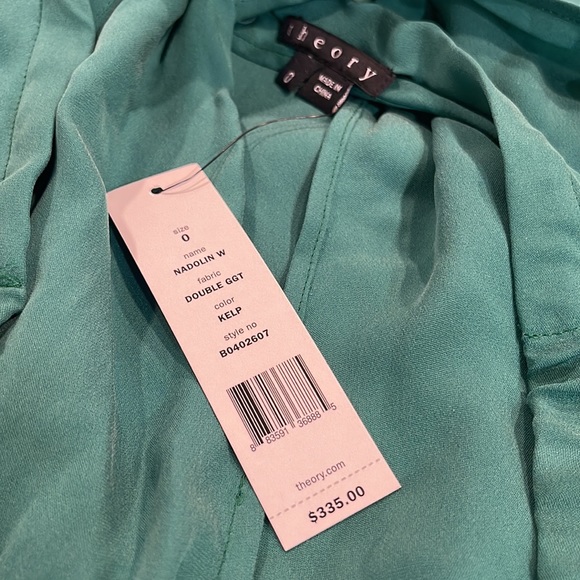 theory
0
MADE IN
CHINA
size
0
name
NADOLIN W
fabric
DOUBLE GGT
color
KELP
style no
B0402607
8 83591 36888 5
theory.com
$335.00